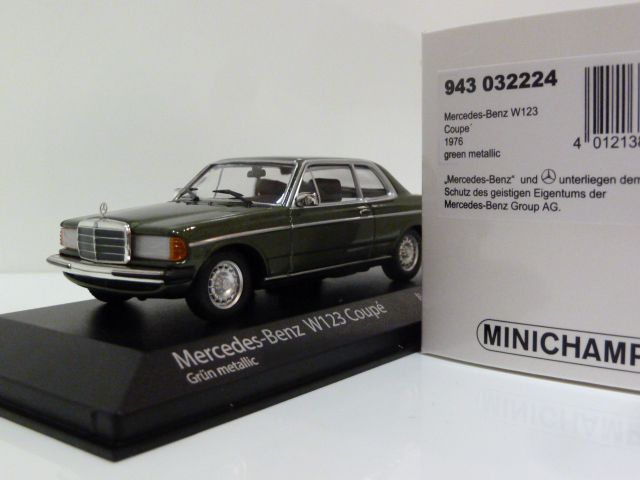 943 032224
Mercedes-Benz W123
Coupe´
1976
green metallic
4 012138
„Mercedes-Benz" und unterliegen dem
Schutz des geistigen Eigentums der
Mercedes-Benz Group AG.
MINICHAMP
Mercedes-Benz W123 Coupé
Grün metallic